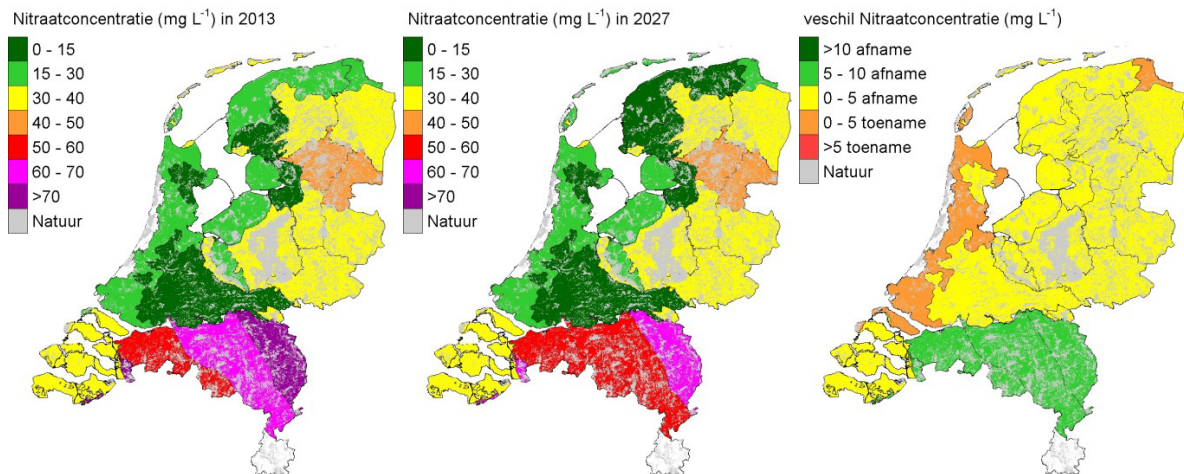 Nitraatconcentratie (mg L-1) in 2013
0 - 15
15 - 30
30 - 40
40 - 50
50 - 60
60 - 70
>70
Natuur
Nitraatconcentratie (mg L-1) in 2027
0 - 15
15 - 30
30 - 40
40 - 50
50 - 60
60 - 70
>70
Natuur
veschil Nitraatconcentratie (mg L-1)
>10 afname
5 - 10 afname
0 - 5 afname
0 - 5 toename
>5 toename
Natuur